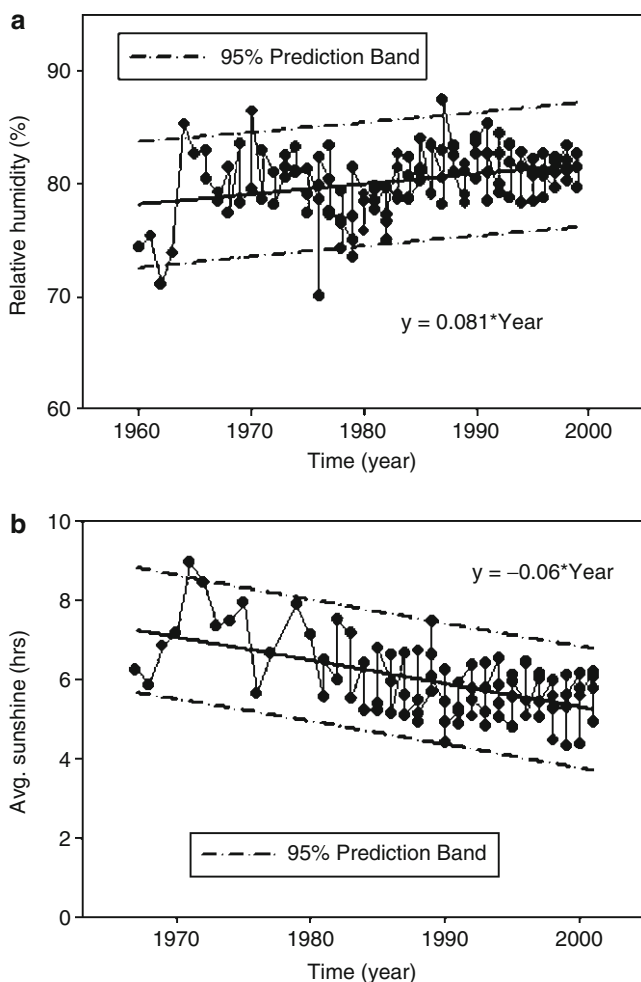 a
95% Prediction Band
90
80
70
60
Relative humidity (%)
y = 0.081*Year
1960 1970 1980 1990 2000
Time (year)
b
10
8
6
4
2
0
Avg. sunshine (hrs)
y = –0.06*Year
95% Prediction Band
1970 1980 1990 2000
Time (year)